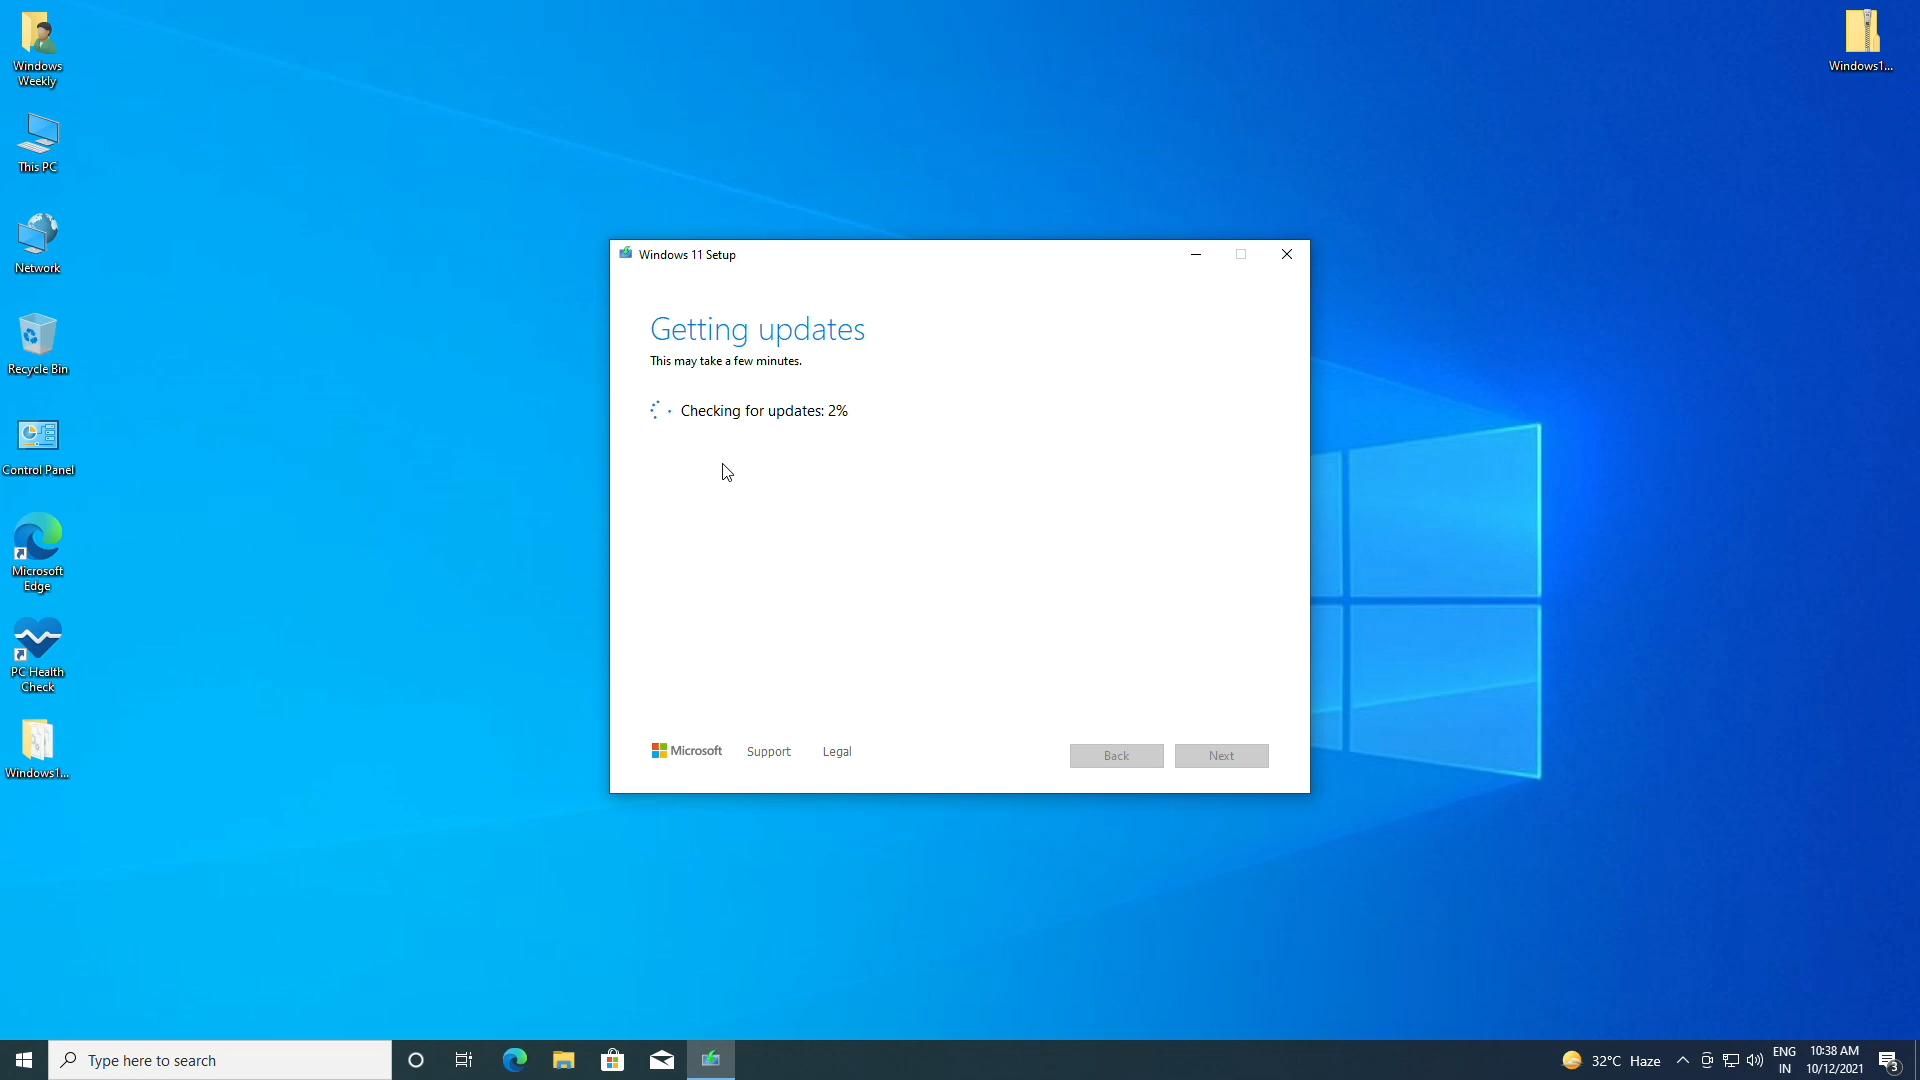 Windows
Weekly
This PC
Network
Recycle Bin
Control Panel
Microsoft
Edge
PC Health
Check
Windows1...
Windows1...
Windows 11 Setup
Getting updates
This may take a few minutes.
Checking for updates: 2%
Microsoft
Support
Legal
Back
Next
Type here to search
32°C Haze
ENG
IN
10:38 AM
10/12/2021
3